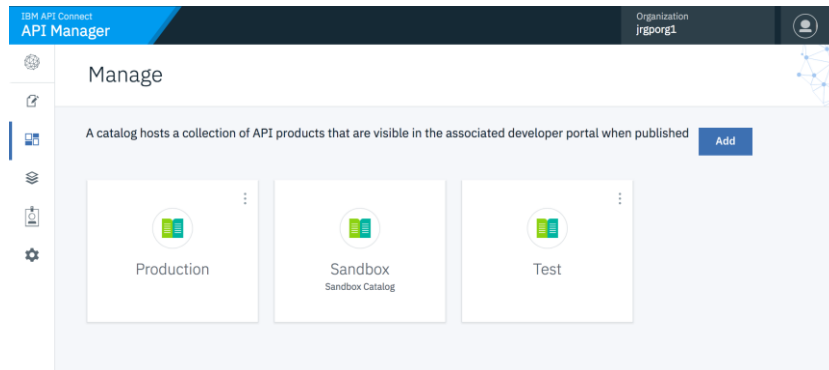 IBM API Connect
API Manager
Organization
jrgporg1
Manage
A catalog hosts a collection of API products that are visible in the associated developer portal when published
Add
Production
Sandbox
Sandbox Catalog
Test